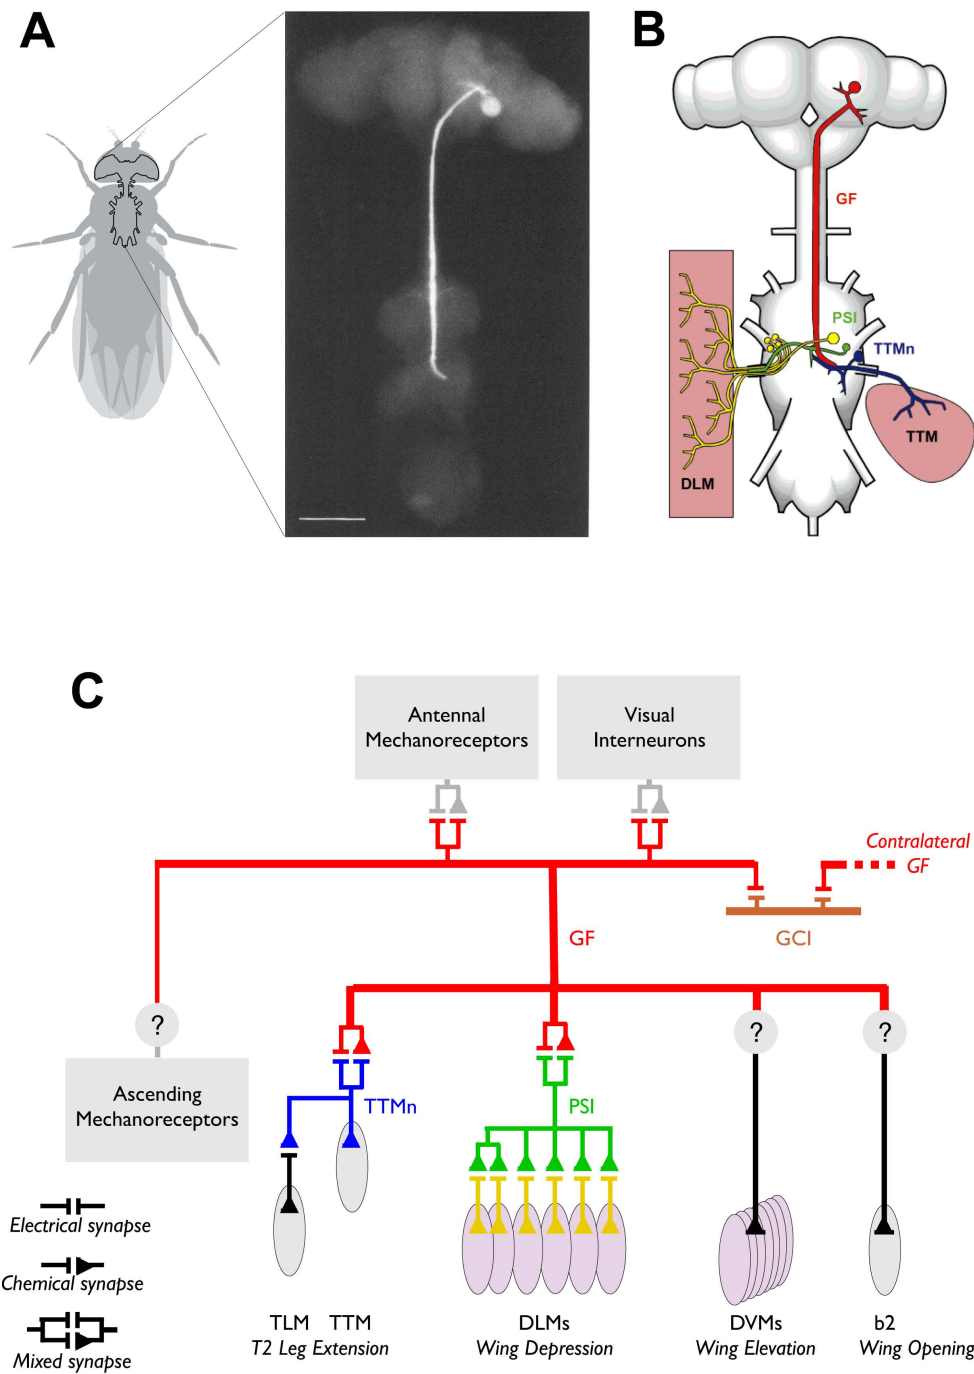 A
B
GF
PSI
TTMn
TTM
DLM
C
Antennal
Mechanoreceptors
Visual
Interneurons
Contralateral
GF
GCI
GF
?
?
?
Ascending
Mechanoreceptors
TTMn
PSI
Electrical synapse
Chemical synapse
Mixed synapse
TLM TTM
T2 Leg Extension
DLMs
Wing Depression
DVMs
Wing Elevation
b2
Wing Opening